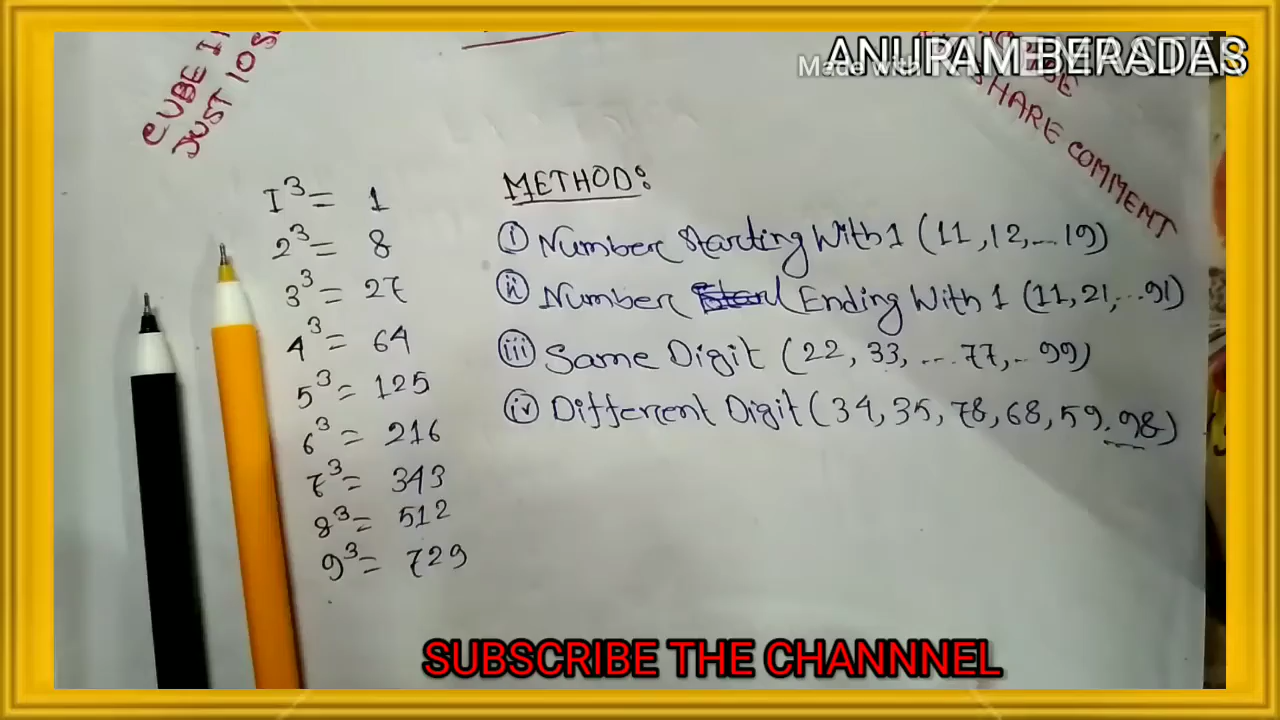 CUBE IN
JUST 10 S
ANUPAM BERADAS
Made with
SHARE COMMENT
1³ = 1
2³ = 8
3³ = 27
4³ = 64
5³ = 125
6³ = 216
7³ = 343
8³ = 512
9³ = 729
METHOD:
(i) Number Starting With 1 (11, 12, ... 19)
(ii) Number Ending With 1 (11, 21, ... 91)
(iii) Same Digit (22, 33, ... 77, .. 99)
(iv) Different Digit (34, 35, 78, 68, 59, 98)
SUBSCRIBE THE CHANNNEL